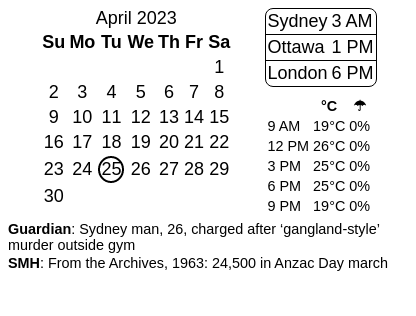 April 2023
Su Mo Tu We Th Fr Sa
1
2 3 4 5 6 7 8
9 10 11 12 13 14 15
16 17 18 19 20 21 22
23 24 25 26 27 28 29
30
Sydney 3 AM
Ottawa 1 PM
London 6 PM
°C ☂
9 AM 19°C 0%
12 PM 26°C 0%
3 PM 25°C 0%
6 PM 25°C 0%
9 PM 19°C 0%
Guardian: Sydney man, 26, charged after ‘gangland-style’
murder outside gym
SMH: From the Archives, 1963: 24,500 in Anzac Day march